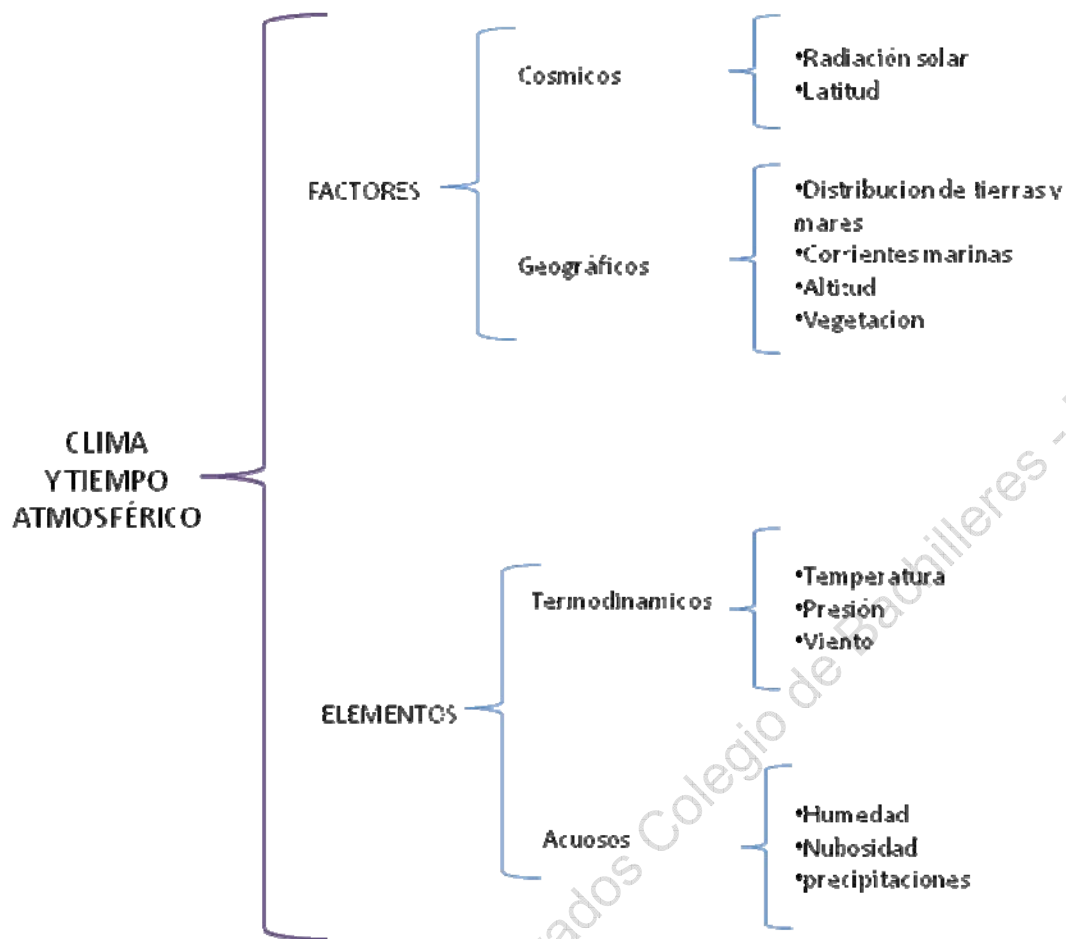 Cosmicos
•Radiación solar
•Latitud
FACTORES
Geográficos
•Distribucion de tierras y
mares
•Corrientes marinas
•Altitud
•Vegetacion
CLIMA
Y TIEMPO
ATMOSFÉRICO
ELEMENTOS
Termodinamicos
•Temperatura
•Presión
•Viento
Acuosos
•Humedad
•Nubosidad
•precipitaciones
Colegio de Bachilleres -